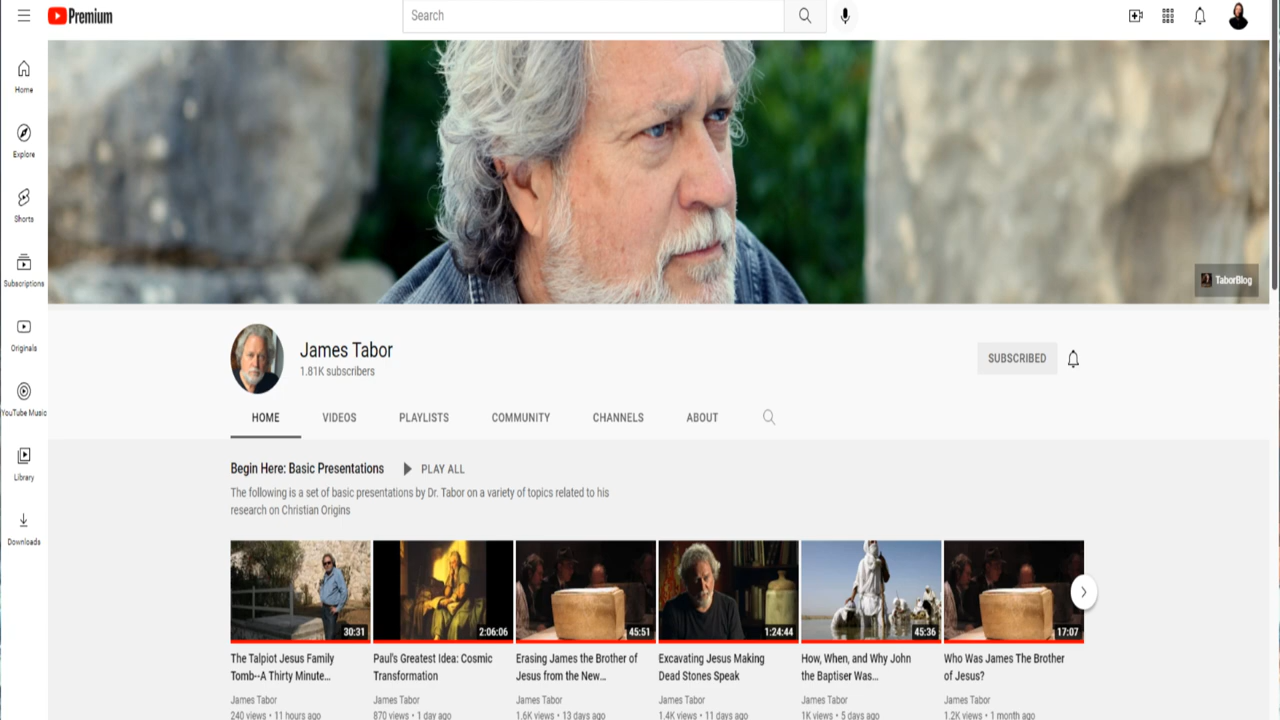 Premium
Search
Home
Explore
Shorts
Subscriptions
Originals
YouTube Music
Library
Downloads
TaborBlog
James Tabor
1.81K subscribers
SUBSCRIBED
HOME VIDEOS PLAYLISTS COMMUNITY CHANNELS ABOUT
Begin Here: Basic Presentations PLAY ALL
The following is a set of basic presentations by Dr. Tabor on a variety of topics related to his
research on Christian Origins
30:31
The Talpiot Jesus Family
Tomb--A Thirty Minute...
James Tabor
240 views • 11 hours ago
2:06:06
Paul's Greatest Idea: Cosmic
Transformation
James Tabor
870 views • 1 day ago
45:51
Erasing James the Brother of
Jesus from the New...
James Tabor
1.6K views • 13 days ago
1:24:44
Excavating Jesus Making
Dead Stones Speak
James Tabor
1.4K views • 11 days ago
45:36
How, When, and Why John
the Baptiser Was...
James Tabor
1K views • 5 days ago
17:07
Who Was James The Brother
of Jesus?
James Tabor
1.2K views • 1 month ago